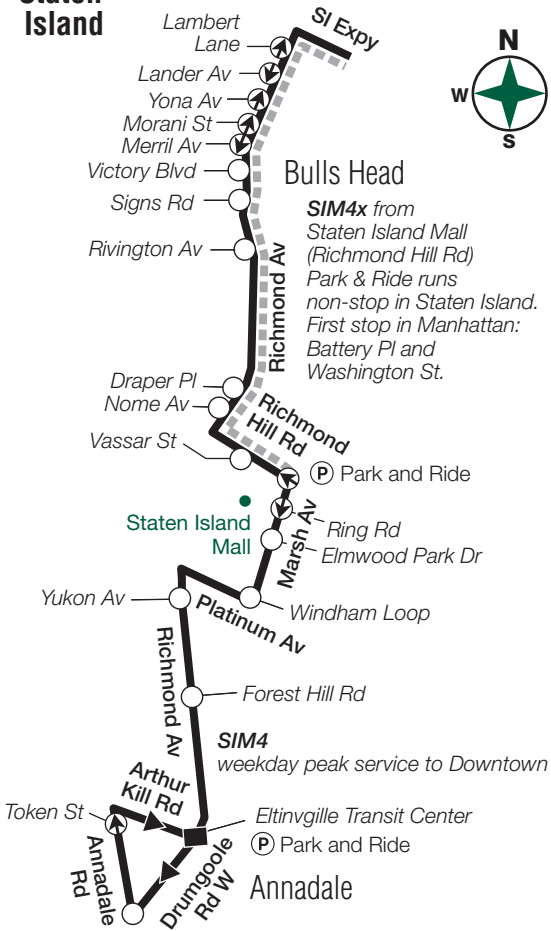 Staten
Island
Lambert
Lane
SI Expy
N
W
S
Lander Av
Yona Av
Morani St
Merril Av
Victory Blvd
Bulls Head
Signs Rd
SIM4x from
Staten Island Mall
(Richmond Hill Rd)
Park & Ride runs
non-stop in Staten Island.
First stop in Manhattan:
Battery Pl and
Washington St.
Rivington Av
Richmond Av
Draper Pl
Nome Av
Richmond
Hill Rd
Vassar St
P Park and Ride
Staten Island
Mall
Marsh Av
Ring Rd
Elmwood Park Dr
Yukon Av
Platinum Av
Windham Loop
Richmond Av
Forest Hill Rd
SIM4
weekday peak service to Downtown
Arthur
Kill Rd
Token St
Eltinvgille Transit Center
P Park and Ride
Annadale
Rd
Drumgoole
Rd W
Annadale